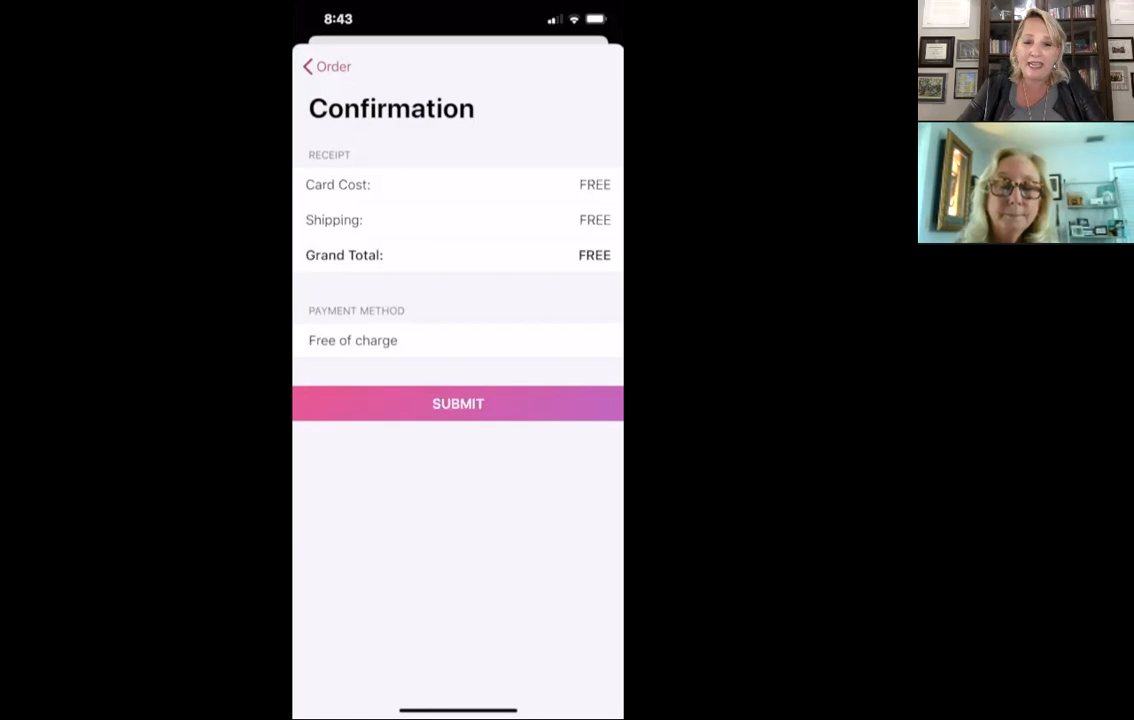 8:43
Order
Confirmation
RECEIPT
Card Cost: FREE
Shipping: FREE
Grand Total: FREE
PAYMENT METHOD
Free of charge
SUBMIT